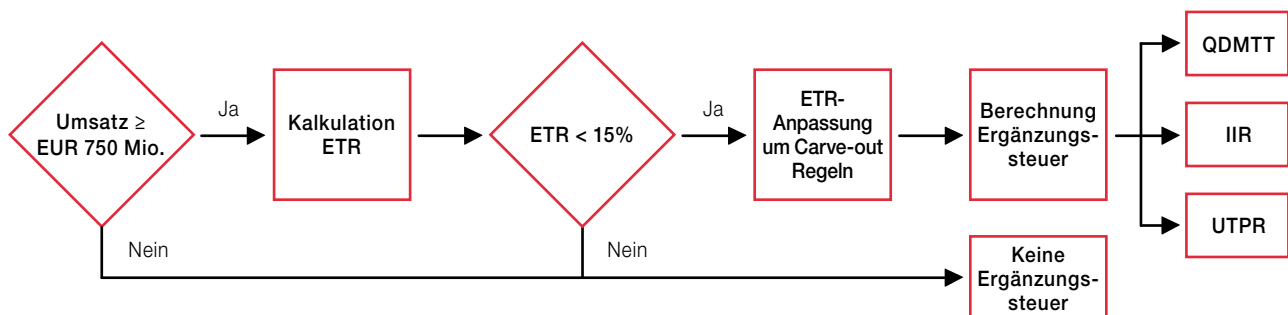 Umsatz ≥
EUR 750 Mio.
Ja
Nein
Kalkulation
ETR
ETR < 15%
Ja
Nein
ETR-
Anpassung
um Carve-out
Regeln
Berechnung
Ergänzungs-
steuer
Keine
Ergänzungs-
steuer
QDMTT
IIR
UTPR